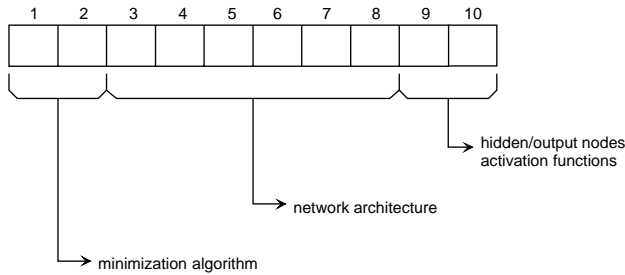 1 2 3 4 5 6 7 8 9 10
hidden/output nodes
activation functions
network architecture
minimization algorithm